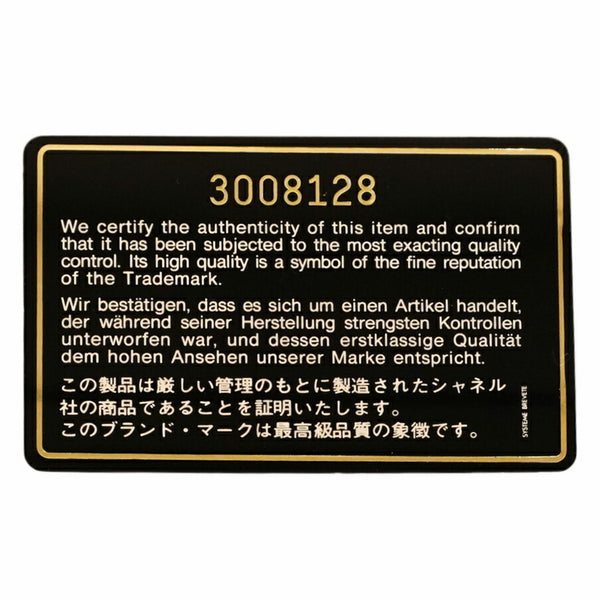 3008128
We certify the authenticity of this item and confirm
that it has been subjected to the most exacting quality
control. Its high quality is a symbol of the fine reputation
of the Trademark.
Wir bestätigen, dass es sich um einen Artikel handelt,
der während seiner Herstellung strengsten Kontrollen
unterworfen war, und dessen erstklassige Qualität
dem hohen Ansehen unserer Marke entspricht.
この製品は厳しい管理のもとに製造されたシャネル
社の商品であることを証明いたします。
このブランド・マークは最高級品質の象徴です。
SYSTEME BREVETE